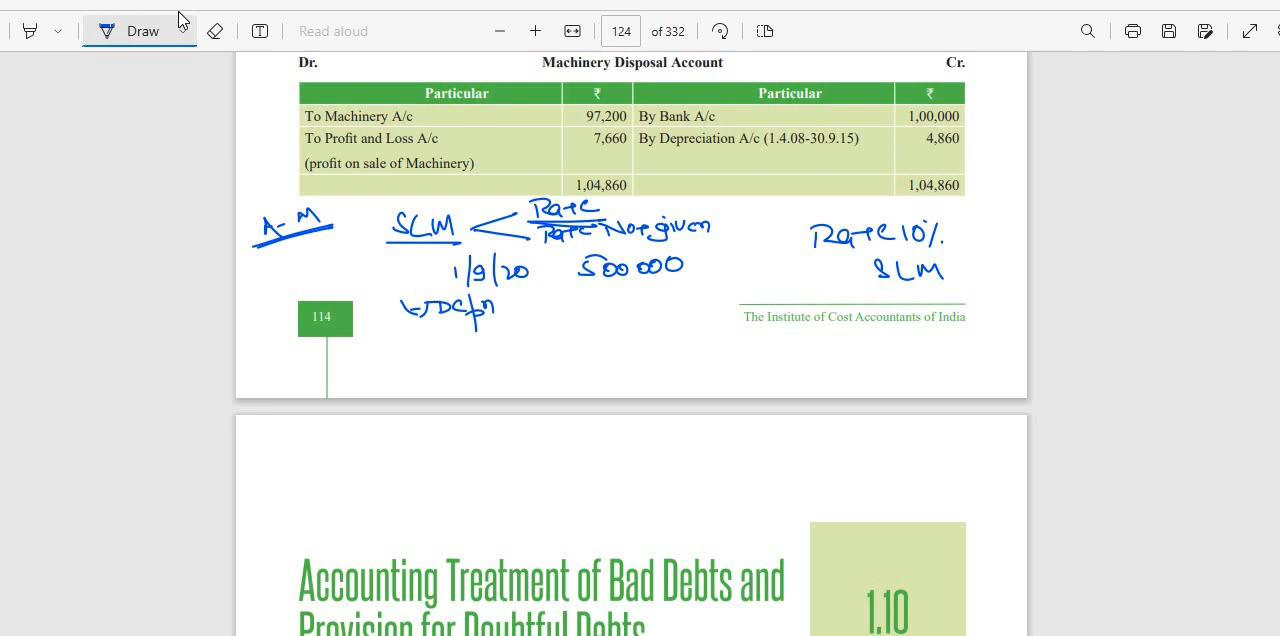 Draw
Read aloud
124 of 332
Dr. Machinery Disposal Account Cr.
Particular ₹ Particular ₹
To Machinery A/c 97,200 By Bank A/c 1,00,000
To Profit and Loss A/c 7,660 By Depreciation A/c (1.4.08-30.9.15) 4,860
(profit on sale of Machinery)
1,04,860 1,04,860
A-M SLM Rate
Rate Not given Rate 10%
1/9/20 500000 SLM
Depn
114
The Institute of Cost Accountants of India
Accounting Treatment of Bad Debts and
Provision for Doubtful Debts
1.10